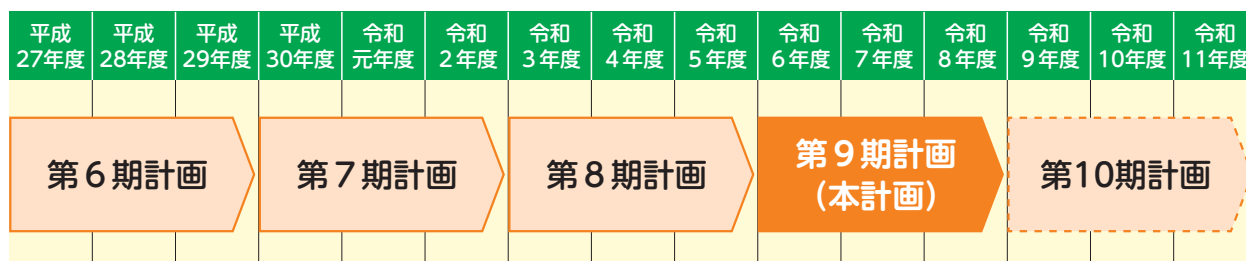 平成
27年度
平成
28年度
平成
29年度
平成
30年度
令和
元年度
令和
2年度
令和
3年度
令和
4年度
令和
5年度
令和
6年度
令和
7年度
令和
8年度
令和
9年度
令和
10年度
令和
11年度
第6期計画
第7期計画
第8期計画
第9期計画
(本計画)
第10期計画